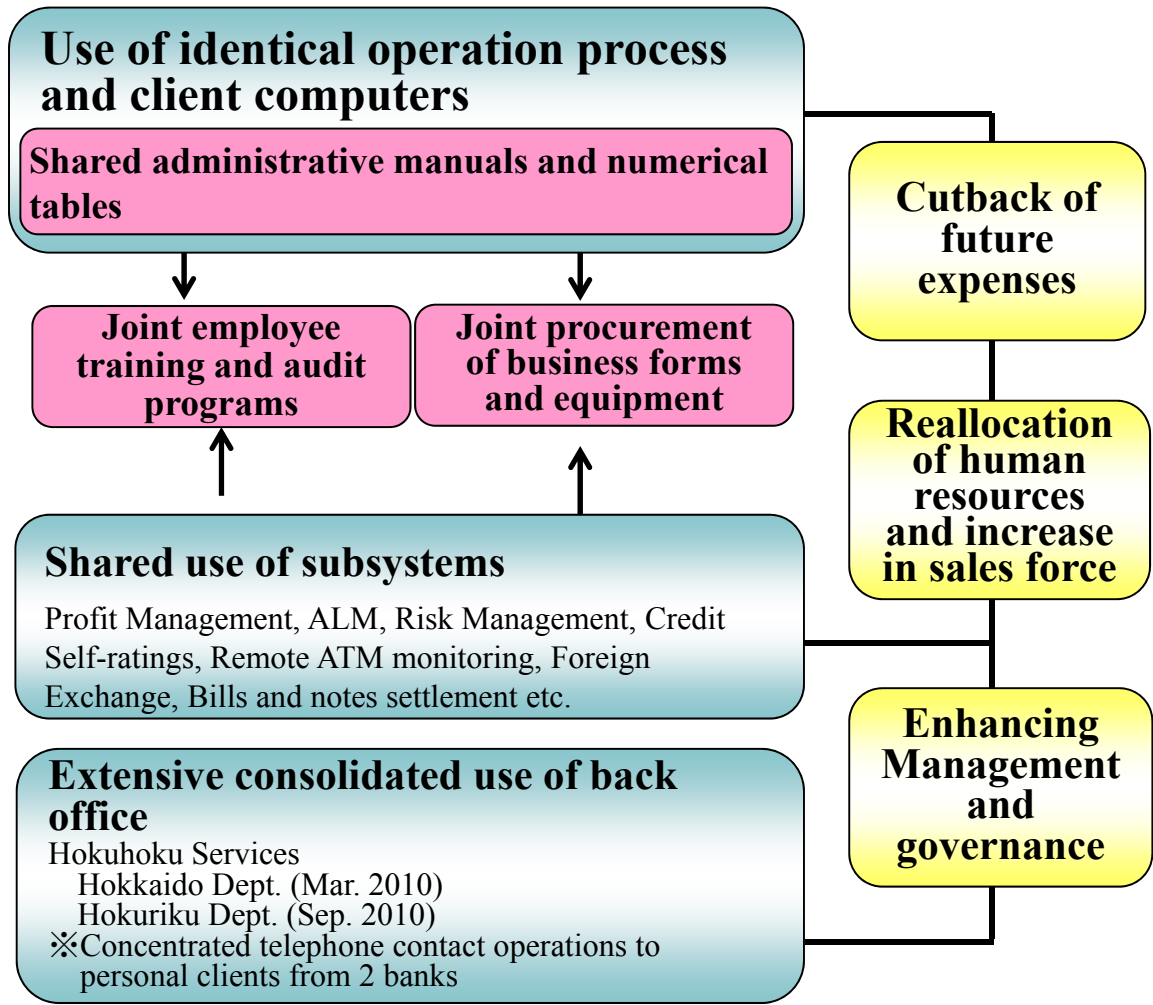 Use of identical operation process
and client computers
Shared administrative manuals and numerical
tables
Joint employee
training and audit
programs
Joint procurement
of business forms
and equipment
Shared use of subsystems
Profit Management, ALM, Risk Management, Credit
Self-ratings, Remote ATM monitoring, Foreign
Exchange, Bills and notes settlement etc.
Extensive consolidated use of back
office
Hokuhoku Services
Hokkaido Dept. (Mar. 2010)
Hokuriku Dept. (Sep. 2010)
※Concentrated telephone contact operations to
personal clients from 2 banks
Cutback of
future
expenses
Reallocation
of human
resources
and increase
in sales force
Enhancing
Management
and
governance